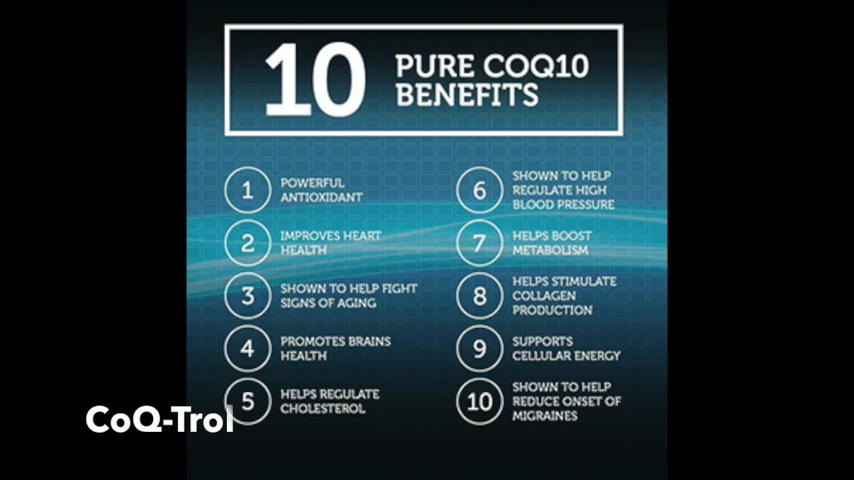 10
PURE COQ10
BENEFITS
1
POWERFUL
ANTIOXIDANT
2
IMPROVES HEART
HEALTH
3
SHOWN TO HELP FIGHT
SIGNS OF AGING
4
PROMOTES BRAINS
HEALTH
5
HELPS REGULATE
CHOLESTEROL
6
SHOWN TO HELP
REGULATE HIGH
BLOOD PRESSURE
7
HELPS BOOST
METABOLISM
8
HELPS STIMULATE
COLLAGEN
PRODUCTION
9
SUPPORTS
CELLULAR ENERGY
10
SHOWN TO HELP
REDUCE ONSET OF
MIGRAINES
CoQ-Trol